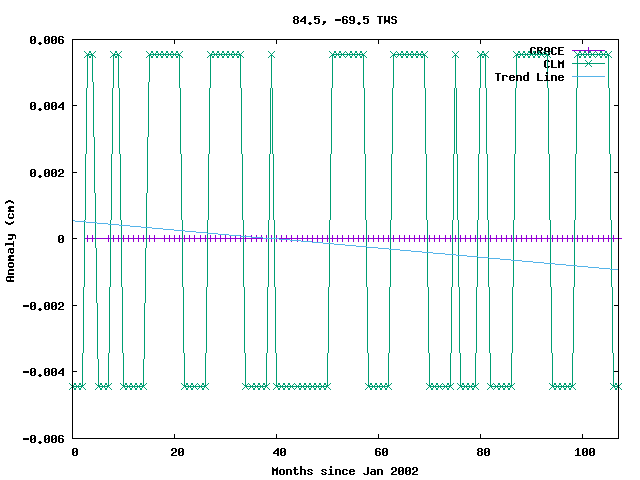 84.5, -69.5 TWS
GRACE
CLM
Trend Line
0.006
0.004
0.002
0
-0.002
-0.004
-0.006
Anomaly (cm)
0 20 40 60 80 100
Months since Jan 2002